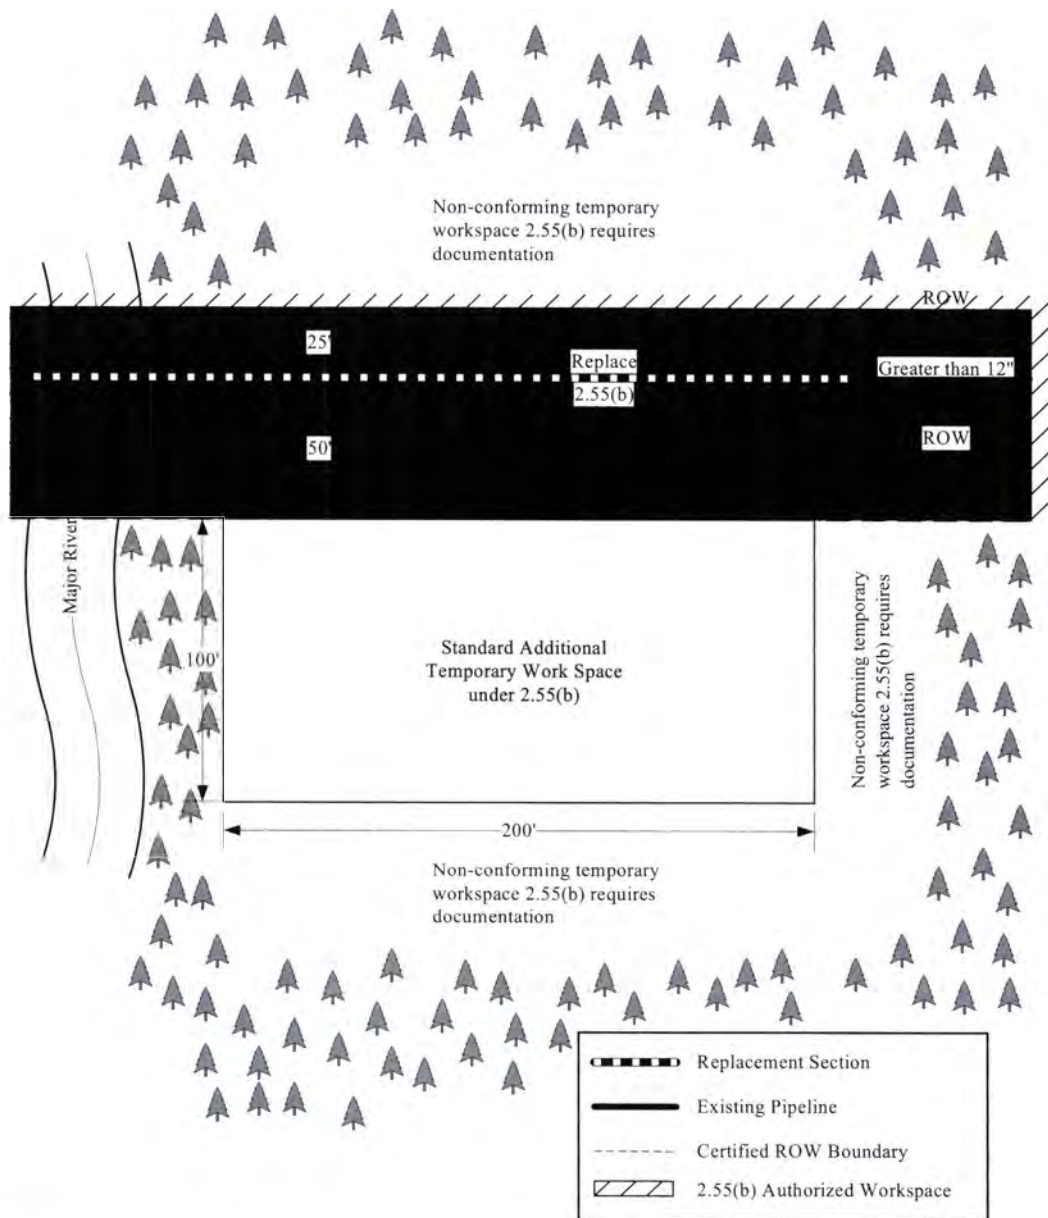 Non-conforming temporary
workspace 2.55(b) requires
documentation
ROW
25'
Replace
Greater than 12"
2.55(b)
50'
ROW
Major River
100'
Standard Additional
Temporary Work Space
under 2.55(b)
Non-conforming temporary
workspace 2.55(b) requires
documentation
200'
Non-conforming temporary
workspace 2.55(b) requires
documentation
Replacement Section
Existing Pipeline
Certified ROW Boundary
2.55(b) Authorized Workspace